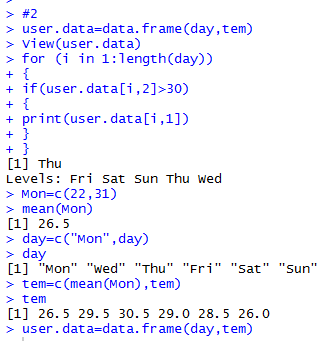 >
> #2
> user.data=data.frame(day,tem)
> View(user.data)
> for (i in 1:length(day))
+ {
+ if(user.data[i,2]>30)
+ {
+ print(user.data[i,1])
+ }
+ }
[1] Thu
Levels: Fri Sat Sun Thu Wed
> Mon=c(22,31)
> mean(Mon)
[1] 26.5
> day=c("Mon",day)
> day
[1] "Mon" "Wed" "Thu" "Fri" "Sat" "Sun"
> tem=c(mean(Mon),tem)
> tem
[1] 26.5 29.5 30.5 29.0 28.5 26.0
> user.data=data.frame(day,tem)